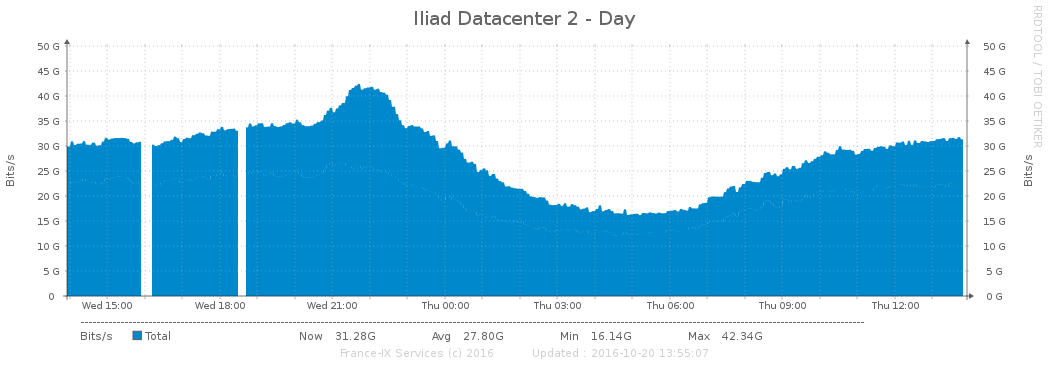 Iliad Datacenter 2 - Day
RRDTOOL / TOBI OETIKER
Bits/s
50 G
45 G
40 G
35 G
30 G
25 G
20 G
15 G
10 G
5 G
0
50 G
45 G
40 G
35 G
30 G
25 G
20 G
15 G
10 G
5 G
0 G
Bits/s
Wed 15:00 Wed 18:00 Wed 21:00 Thu 00:00 Thu 03:00 Thu 06:00 Thu 09:00 Thu 12:00
Bits/s Total Now 31.28G Avg 27.80G Min 16.14G Max 42.34G
France-IX Services (c) 2016 Updated : 2016-10-20 13:55:07